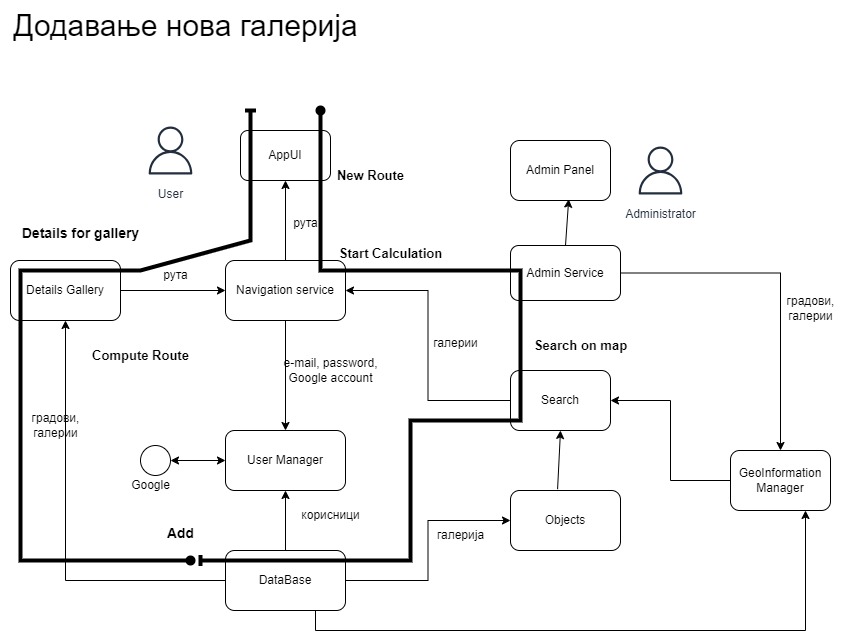 Додавање нова галерија
AppUI
User
New Route
Admin Panel
Administrator
рута
Details for gallery
Start Calculation
Details Gallery
рута
Navigation service
Admin Service
градови,
галерии
Compute Route
e-mail, password,
Google account
галерии
Search on map
Search
градови,
галерии
Google
User Manager
GeoInformation
Manager
корисници
Add
галерија
Objects
DataBase